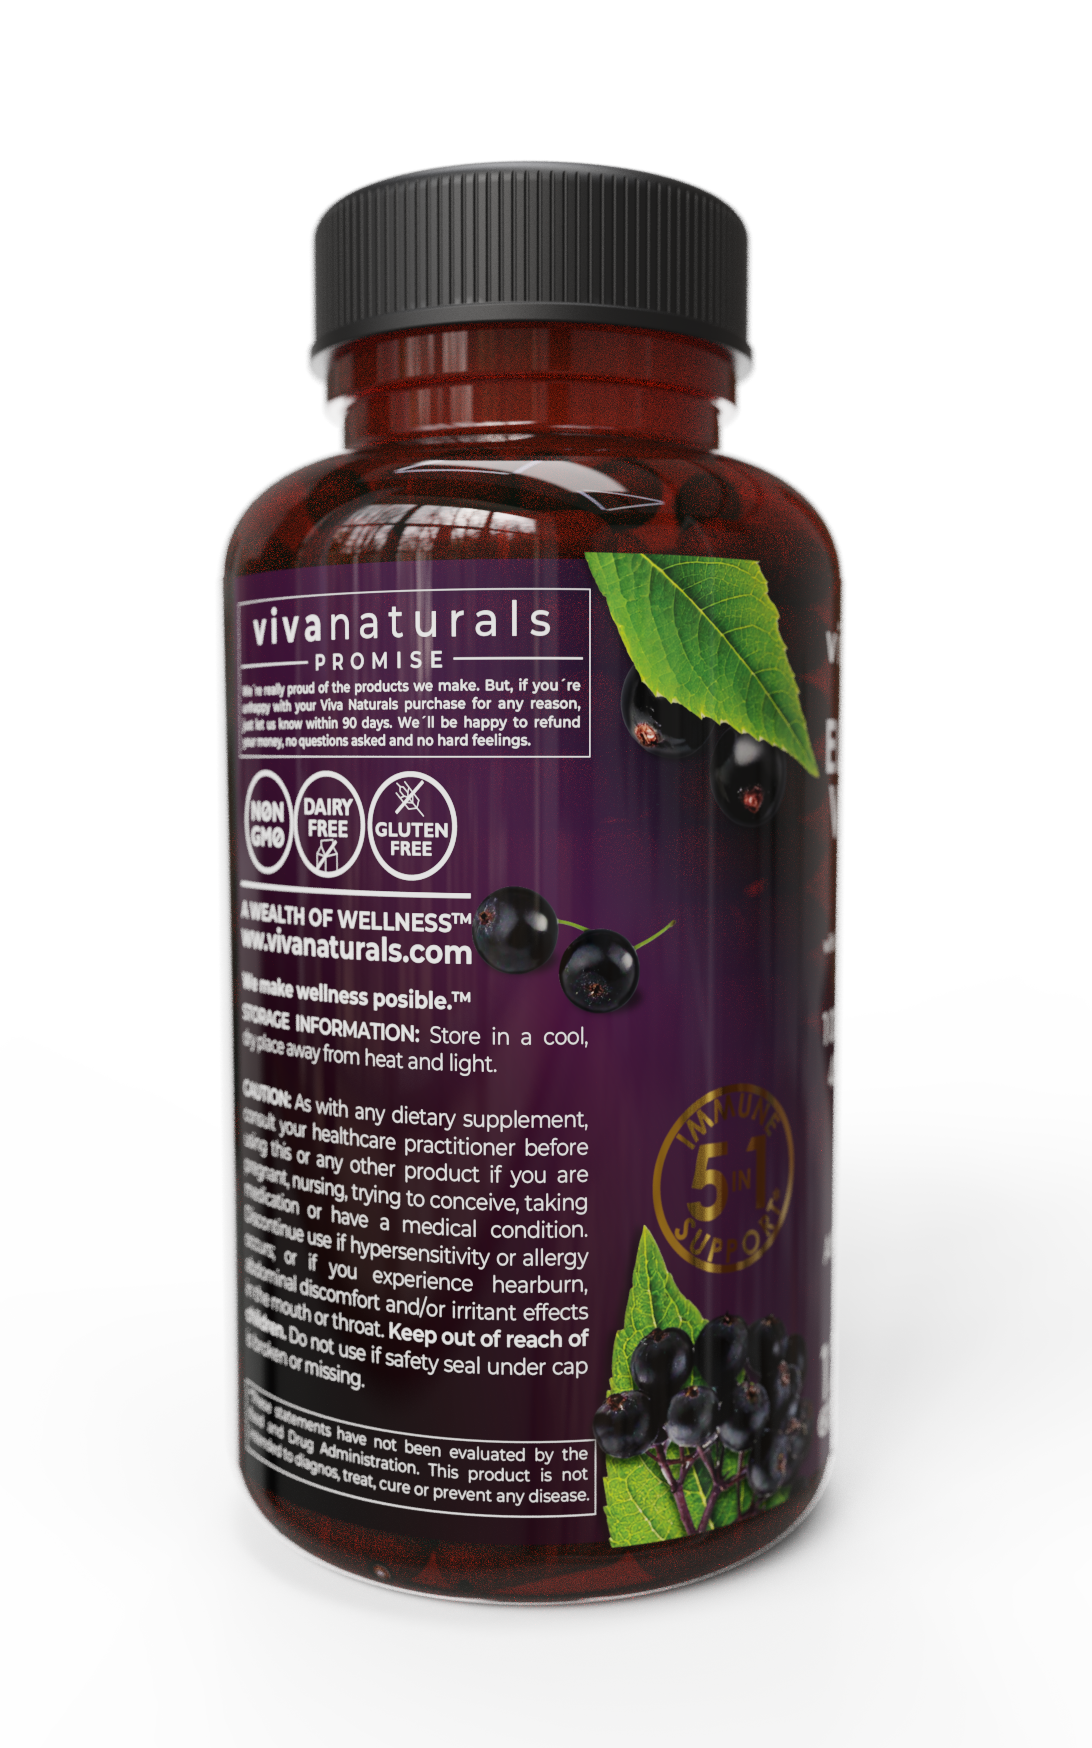 vivanaturals
PROMISE
We´re really proud of the products we make. But, if you´re
unhappy with your Viva Naturals purchase for any reason,
just let us know within 90 days. We´ll be happy to refund
your money, no questions asked and no hard feelings.
NON
GMO
DAIRY
FREE
GLUTEN
FREE
A WEALTH OF WELLNESS™
www.vivanaturals.com
We make wellness posible.™
STORAGE INFORMATION: Store in a cool,
dry place away from heat and light.
CAUTION: As with any dietary supplement,
consult your healthcare practitioner before
using this or any other product if you are
pregnant, nursing, trying to conceive, taking
medication or have a medical condition.
Discontinue use if hypersensitivity or allergy
occurs; or if you experience hearburn,
abdominal discomfort and/or irritant effects
in the mouth or throat. Keep out of reach of
children. Do not use if safety seal under cap
is broken or missing.
These statements have not been evaluated by the
Food and Drug Administration. This product is not
intended to diagnos, treat, cure or prevent any disease.
IMMUNE
5 IN 1
SUPPORT*